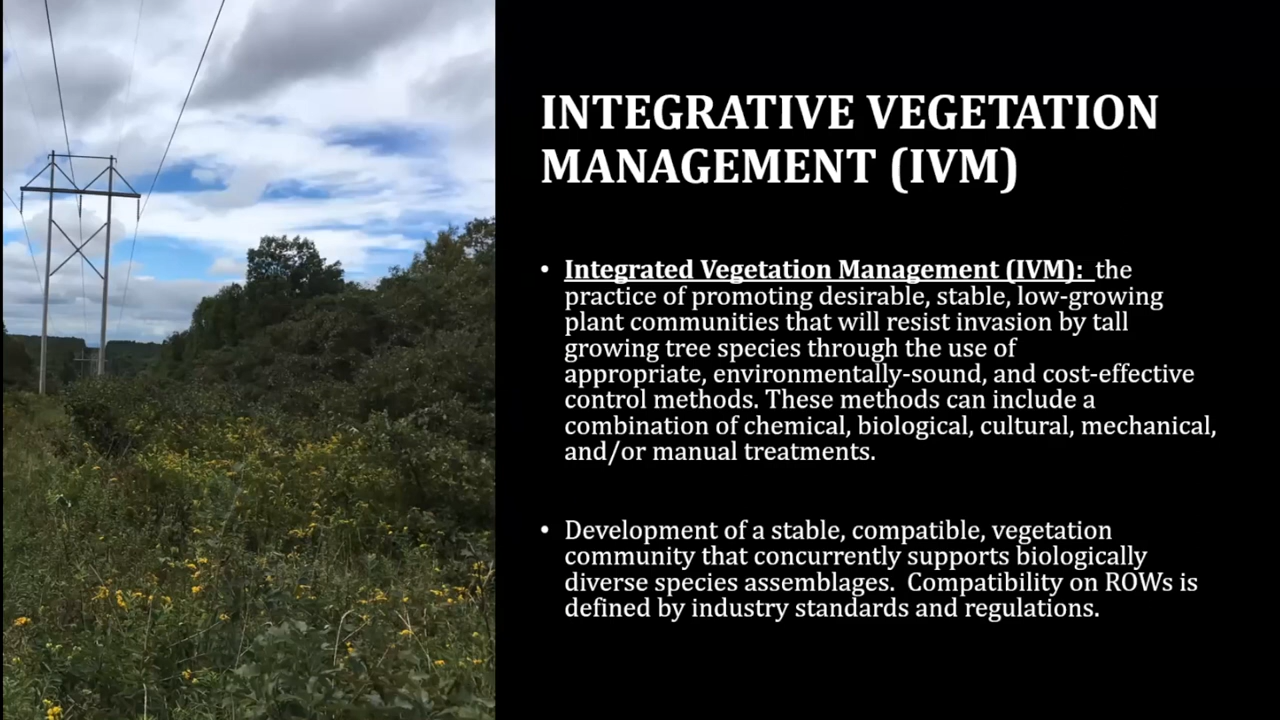 INTEGRATIVE VEGETATION
MANAGEMENT (IVM)
• Integrated Vegetation Management (IVM): the
practice of promoting desirable, stable, low-growing
plant communities that will resist invasion by tall
growing tree species through the use of
appropriate, environmentally-sound, and cost-effective
control methods. These methods can include a
combination of chemical, biological, cultural, mechanical,
and/or manual treatments.
• Development of a stable, compatible, vegetation
community that concurrently supports biologically
diverse species assemblages. Compatibility on ROWs is
defined by industry standards and regulations.